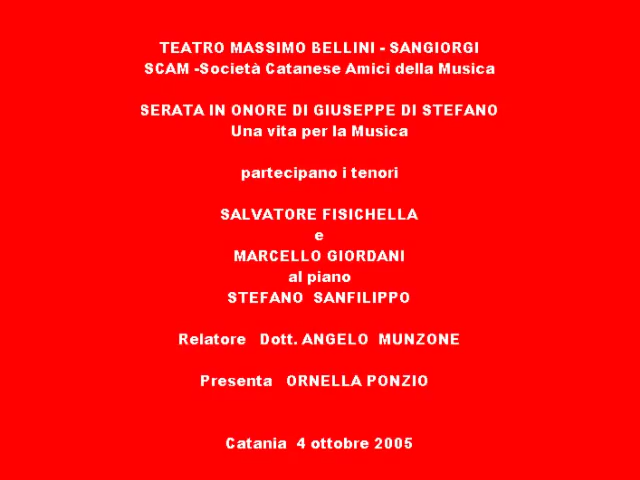 TEATRO MASSIMO BELLINI - SANGIORGI
SCAM -Società Catanese Amici della Musica
SERATA IN ONORE DI GIUSEPPE DI STEFANO
Una vita per la Musica
partecipano i tenori
SALVATORE FISICHELLA
e
MARCELLO GIORDANI
al piano
STEFANO SANFILIPPO
Relatore Dott. ANGELO MUNZONE
Presenta ORNELLA PONZIO
Catania 4 ottobre 2005